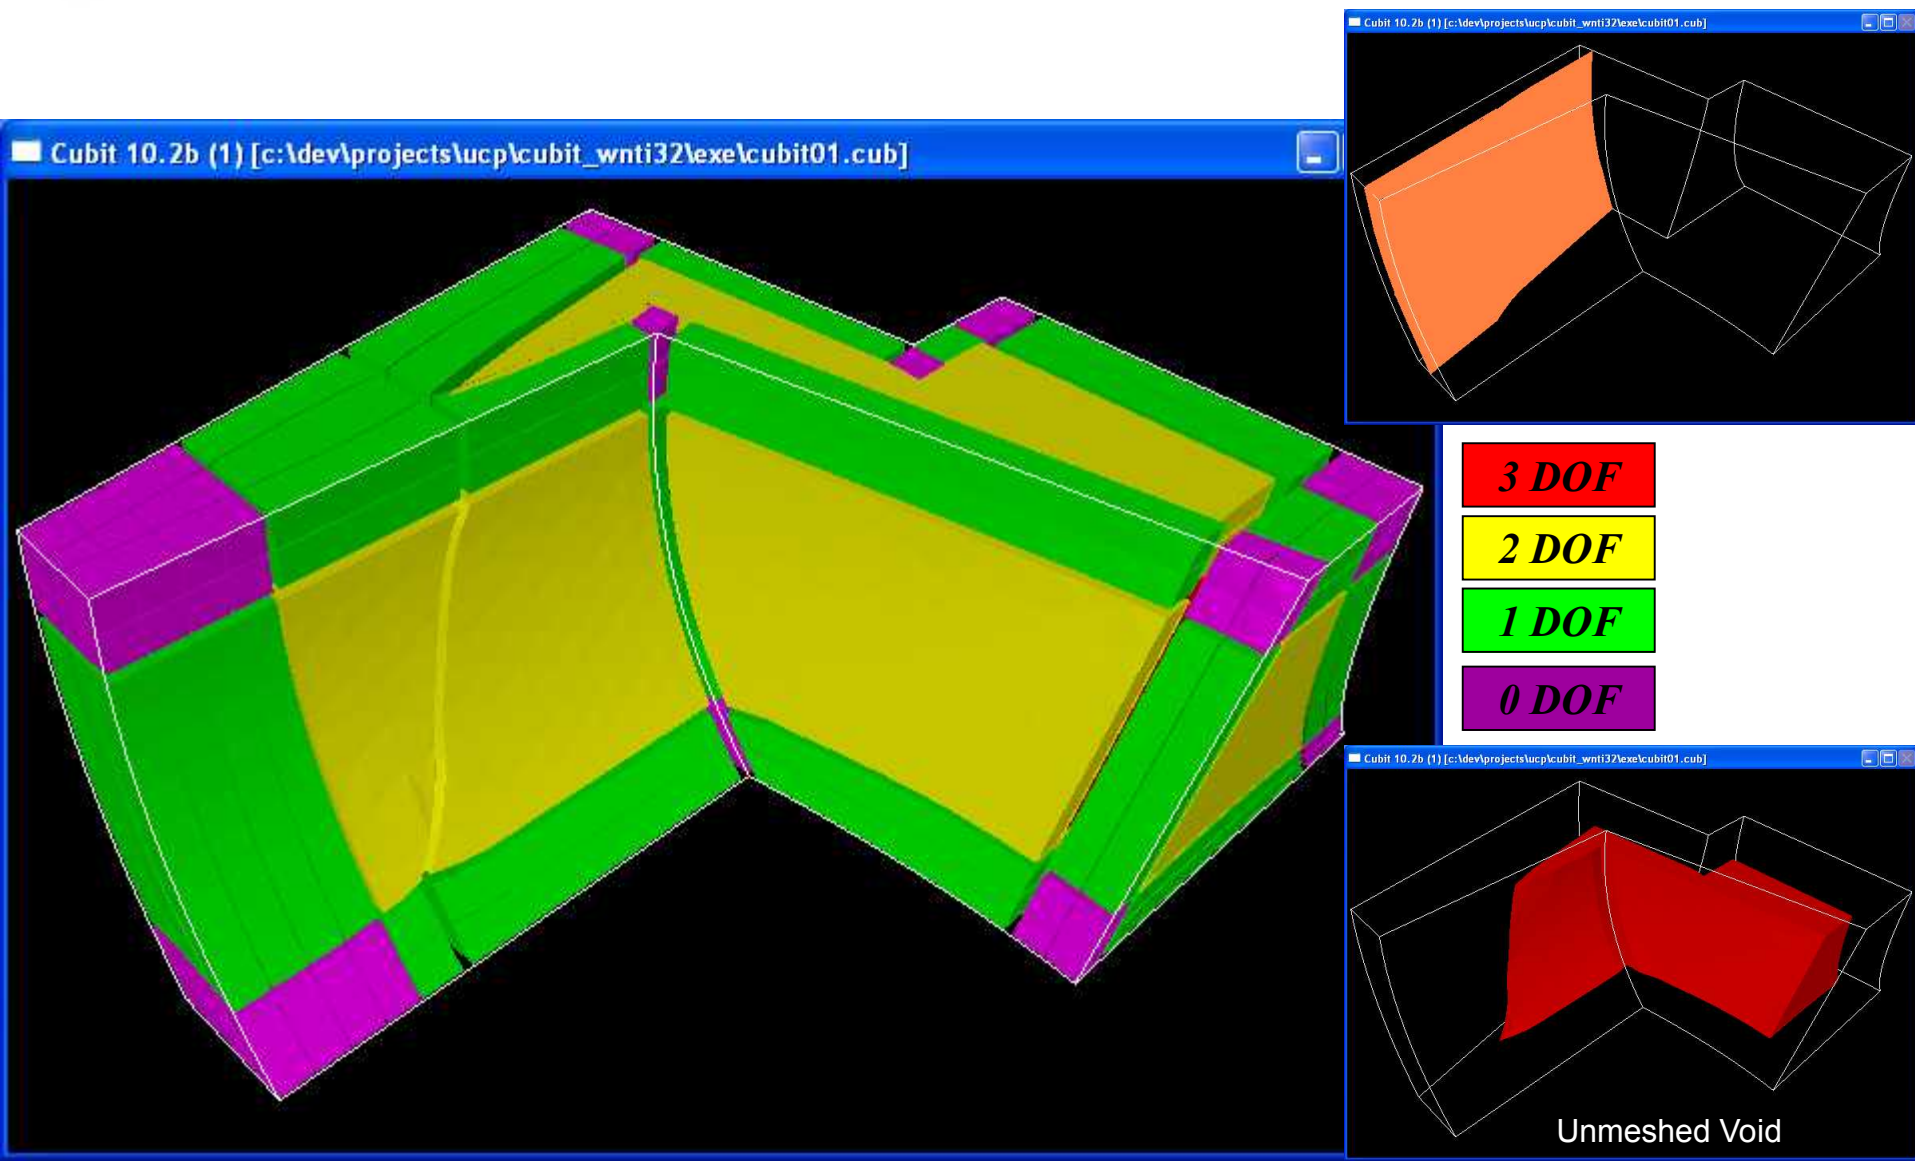 Cubit 10.2b (1) [c:\dev\projects\ucp\cubit_wnti32\exe\cubit01.cub]
Cubit 10.2b (1) [c:\dev\projects\ucp\cubit_wnti32\exe\cubit01.cub]
3 DOF
2 DOF
1 DOF
0 DOF
Cubit 10.2b (1) [c:\dev\projects\ucp\cubit_wnti32\exe\cubit01.cub]
Unmeshed Void